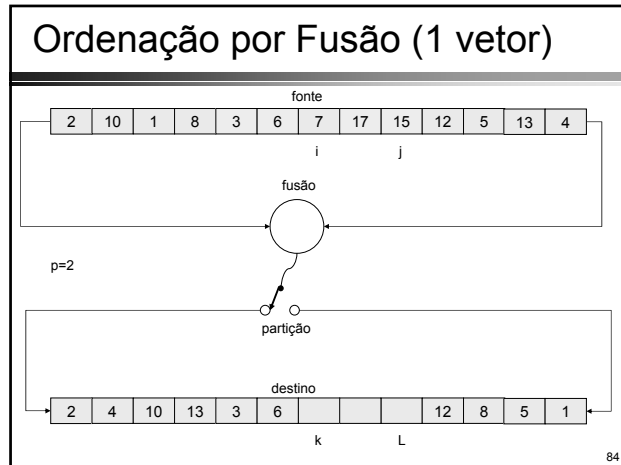 Ordenação por Fusão (1 vetor)
fonte
2 10 1 8 3 6 7 17 15 12 5 13 4
i j
fusão
p=2
partição
destino
2 4 10 13 3 6 12 8 5 1
k L
84